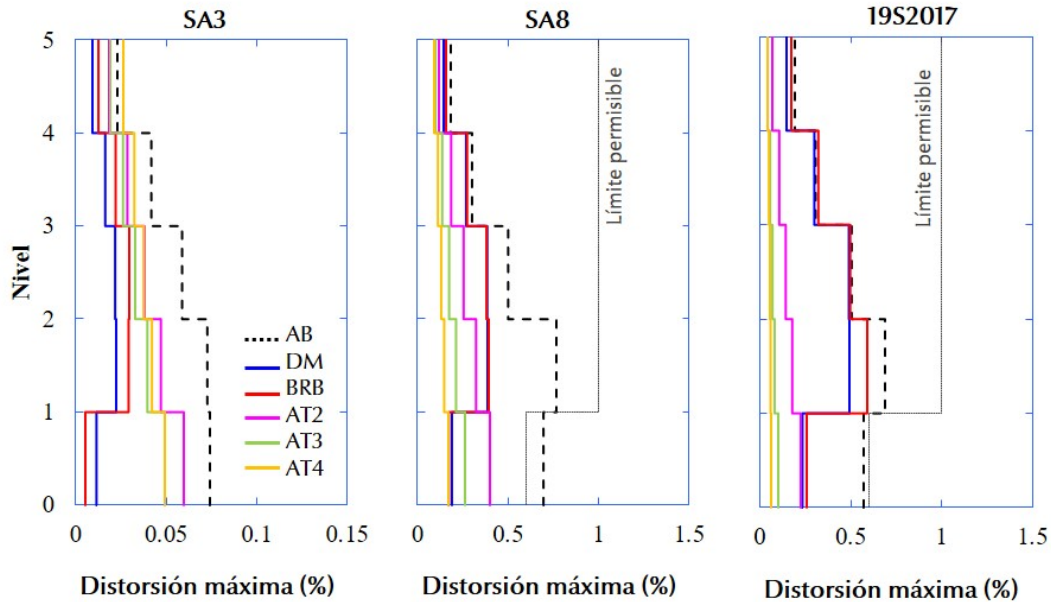 SA3
SA8
19S2017
5
4
3
2
1
0
Nivel
AB
DM
BRB
AT2
AT3
AT4
Límite permisible
Límite permisible
0 0.05 0.1 0.15
0 0.5 1 1.5
0 0.5 1 1.5
Distorsión máxima (%)
Distorsión máxima (%)
Distorsión máxima (%)